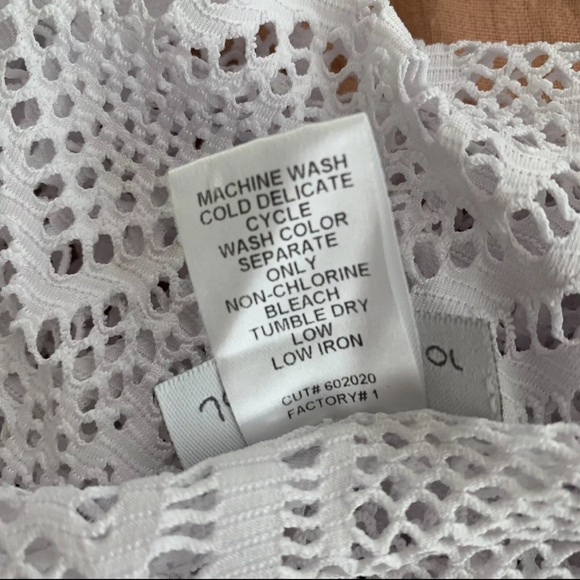 MACHINE WASH
COLD DELICATE
CYCLE
WASH COLOR
SEPARATE
ONLY
NON-CHLORINE
BLEACH
TUMBLE DRY
LOW
LOW IRON
CUT# 602020
FACTORY# 1